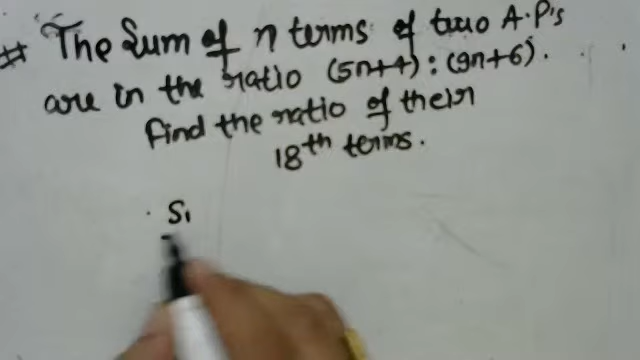 # The Sum of n terms of two A.P's
are in the ratio (5n+4) : (9n+6).
Find the ratio of their
18th terms.
S1